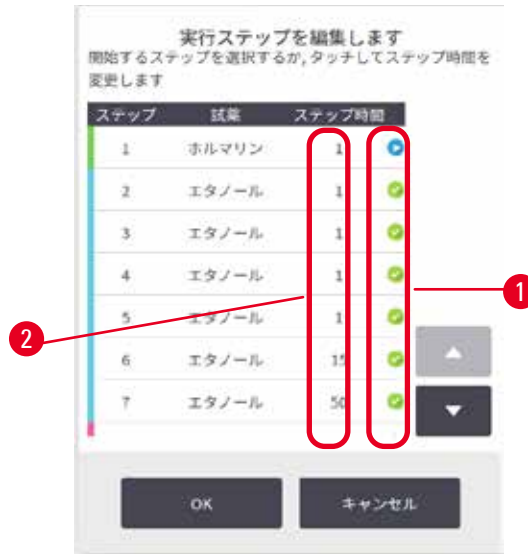 実行ステップを編集します
開始するステップを選択するか, タッチしてステップ時間を
変更します
ステップ 試薬 ステップ時間
1 ホルマリン 1
2 エタノール 1
3 エタノール 1
4 エタノール 1
5 エタノール 1
6 エタノール 15
7 エタノール 50
1
2
OK キャンセル